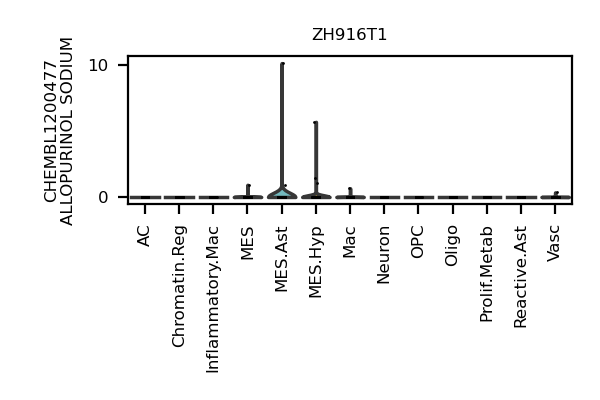 ZH916T1
CHEMBL1200477
ALLOPURINOL SODIUM
10
0
AC
Chromatin.Reg
Inflammatory.Mac
MES
MES.Ast
MES.Hyp
Mac
Neuron
OPC
Oligo
Prolif.Metab
Reactive.Ast
Vasc